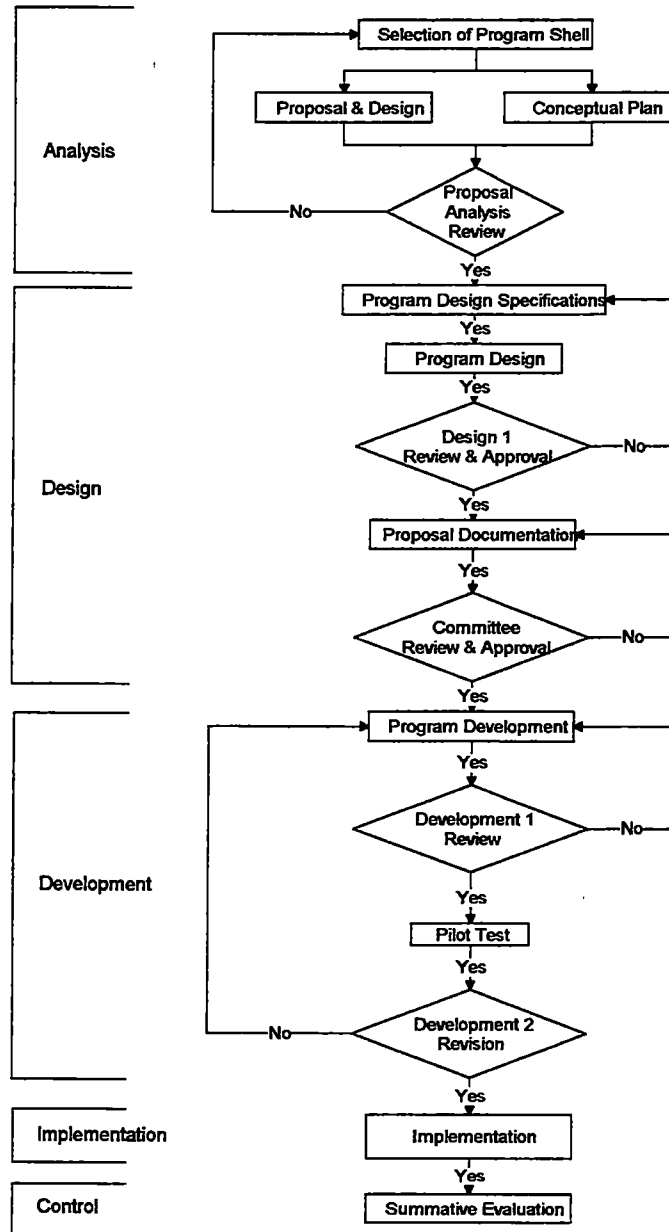 Selection of Program Shell
Proposal & Design
Conceptual Plan
Analysis
Proposal
Analysis
Review
No
Yes
Program Design Specifications
Yes
Program Design
Yes
Design 1
Review & Approval
No
Design
Yes
Proposal Documentation
Yes
Committee
Review & Approval
No
Yes
Program Development
Yes
Development 1
Review
No
Development
Yes
Pilot Test
Yes
Development 2
Revision
No
Yes
Implementation
Implementation
Yes
Control
Summative Evaluation